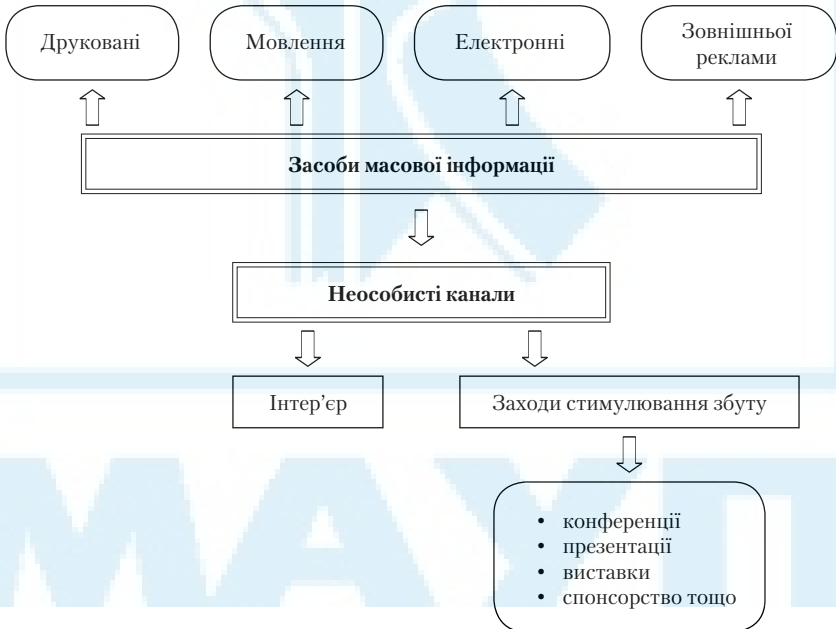 Друковані
Мовлення
Електронні
Зовнішньої
реклами
Засоби масової інформації
Неособисті канали
Інтер’єр
Заходи стимулювання збуту
• конференції
• презентації
• виставки
• спонсорство тощо
МАУП